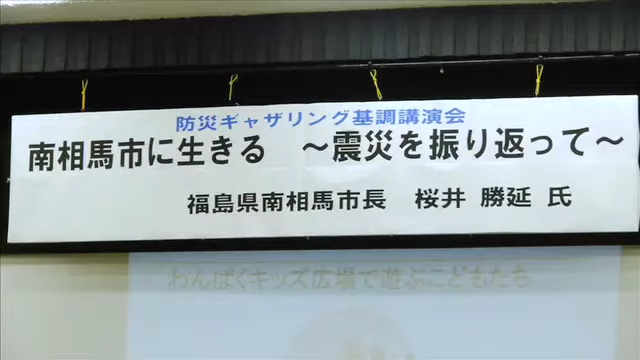 防災ギャザリング基調講演会
南相馬市に生きる　～震災を振り返って～
福島県南相馬市長　桜井 勝延 氏
わんぱくキッズ広場で遊ぶこどもたち